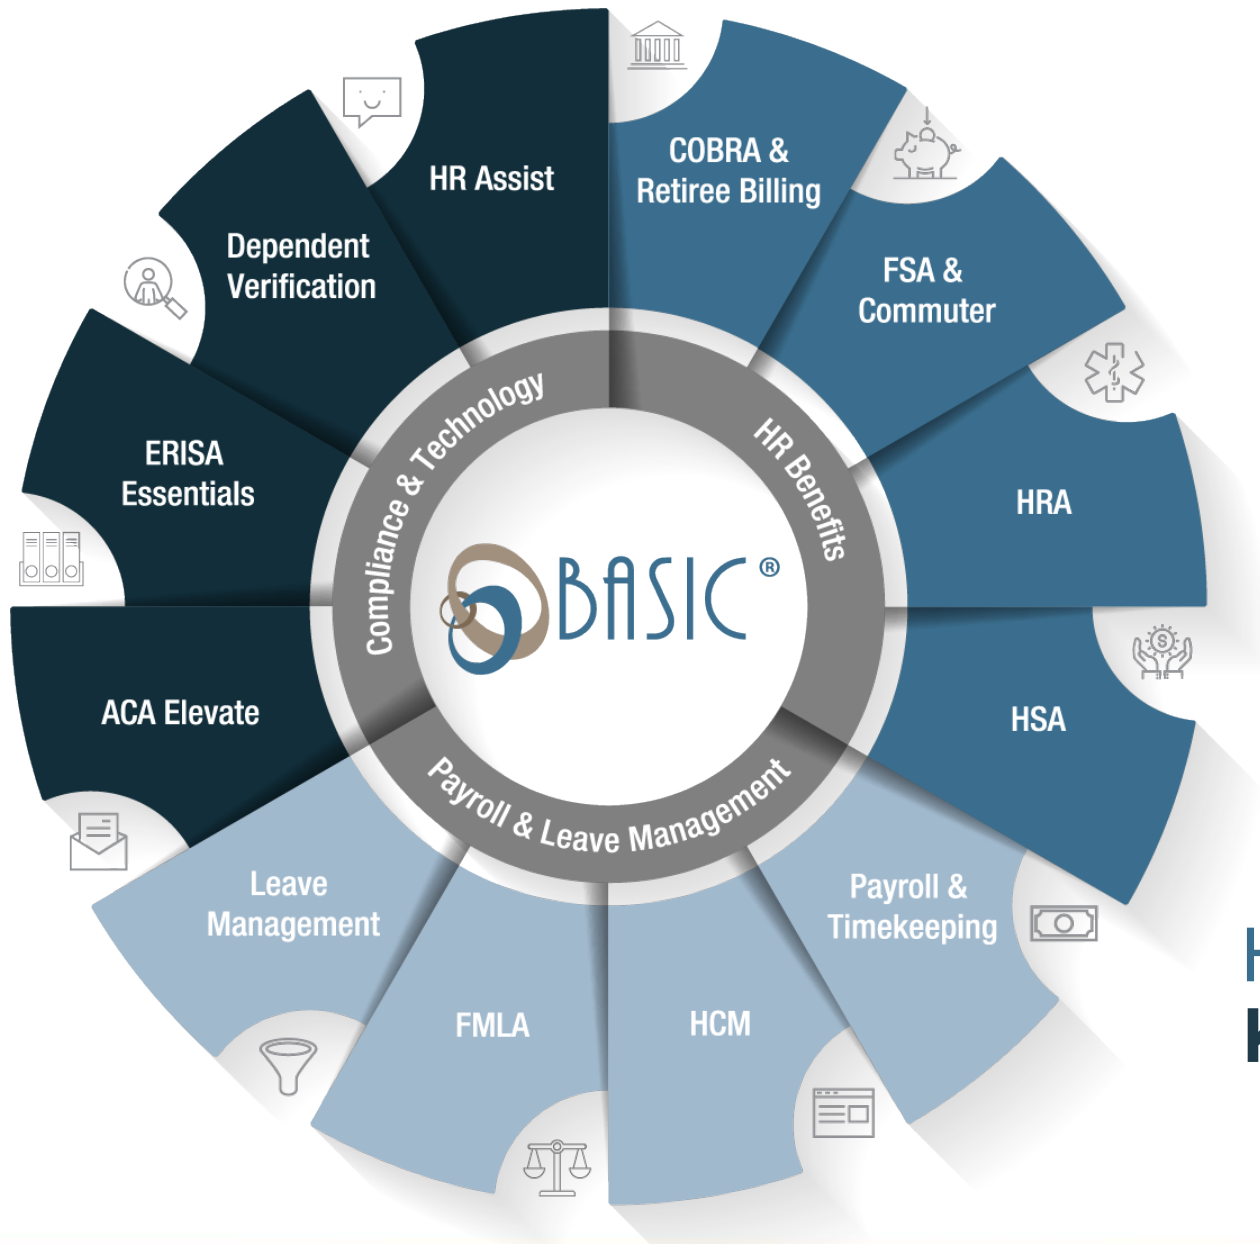 HR Assist
COBRA &
Retiree Billing
FSA &
Commuter
HRA
HSA
Payroll &
Timekeeping
HCM
FMLA
Leave
Management
ACA Elevate
ERISA
Essentials
Dependent
Verification
Compliance & Technology
HR Benefits
Payroll & Leave Management
BASIC®